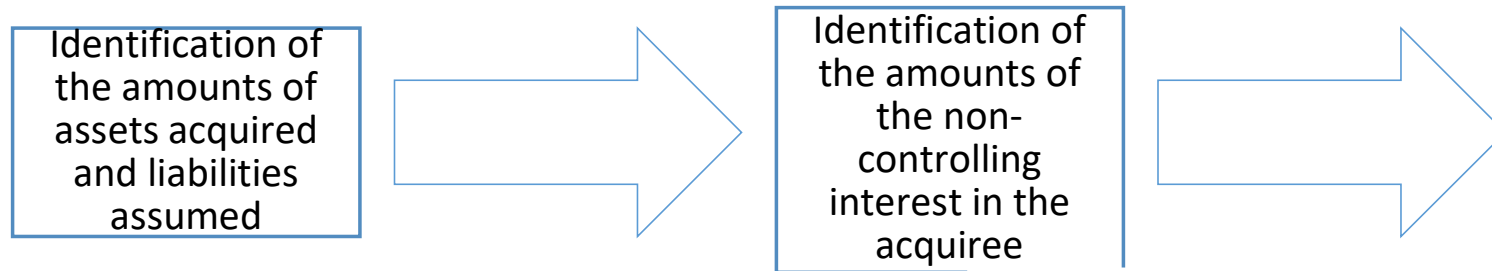 Identification of
the amounts of
assets acquired
and liabilities
assumed
Identification of
the amounts of
the non-
controlling
interest in the
acquiree